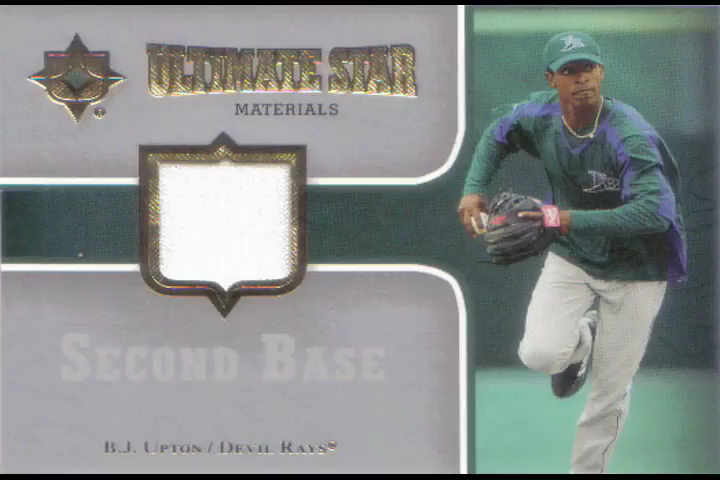 ULTIMATE STAR
MATERIALS
SECOND BASE
B.J. UPTON / DEVIL RAYS®